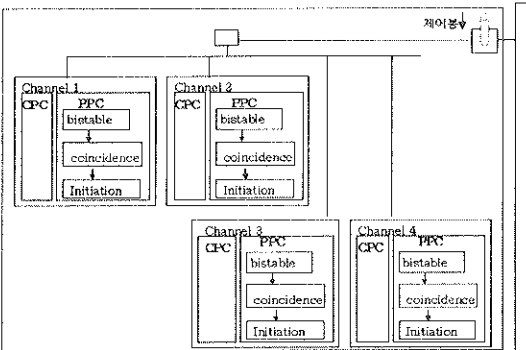 제어봉
Channel 1
CPC
PPC
bistable
coincidence
Initiation
Channel 2
CPC
PPC
bistable
coincidence
Initiation
Channel 3
CPC
PPC
bistable
coincidence
Initiation
Channel 4
CPC
PPC
bistable
coincidence
Initiation